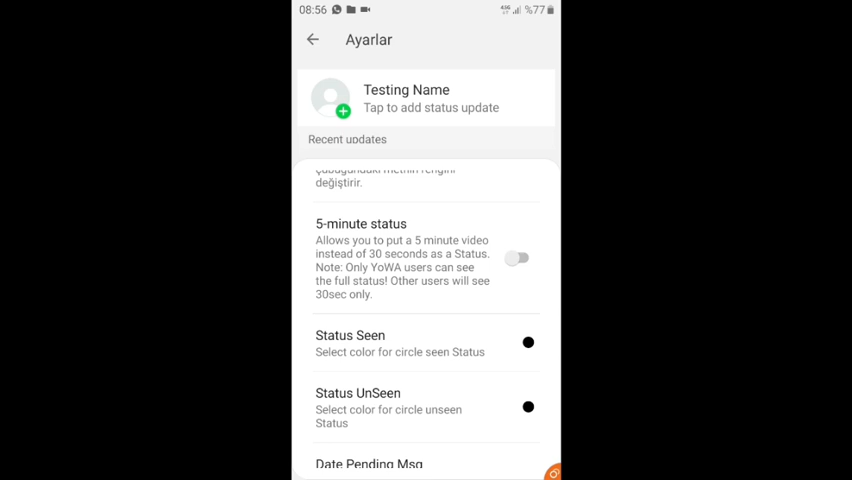 08:56 %77
Ayarlar
Testing Name
Tap to add status update
Recent updates
çubuğundaki metnin rengini
değiştirir.
5-minute status
Allows you to put a 5 minute video
instead of 30 seconds as a Status.
Note: Only YoWA users can see
the full status! Other users will see
30sec only.
Status Seen
Select color for circle seen Status
Status UnSeen
Select color for circle unseen
Status
Date Pending Msg